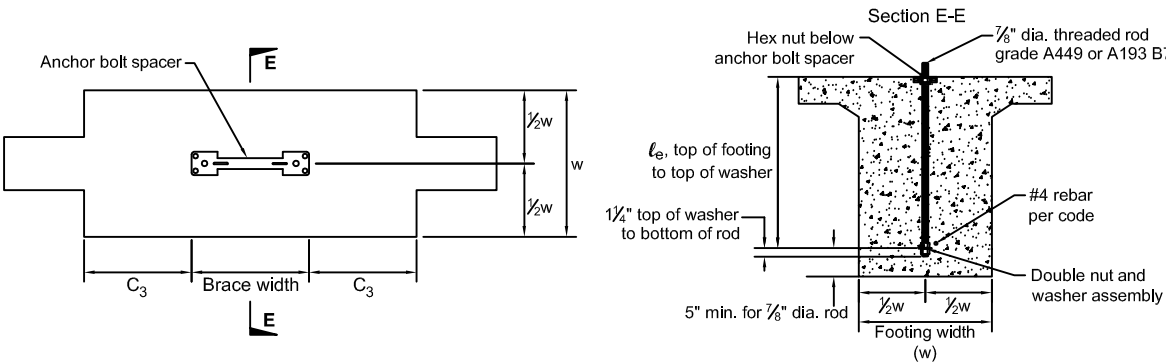 E
Anchor bolt spacer
½w
w
½w
C3
Brace width
C3
E
Section E-E
Hex nut below
anchor bolt spacer
⅞" dia. threaded rod
grade A449 or A193 B7
ℓe, top of footing
to top of washer
1¼" top of washer
to bottom of rod
#4 rebar
per code
Double nut and
washer assembly
5" min. for ⅞" dia. rod
½w
½w
Footing width
(w)